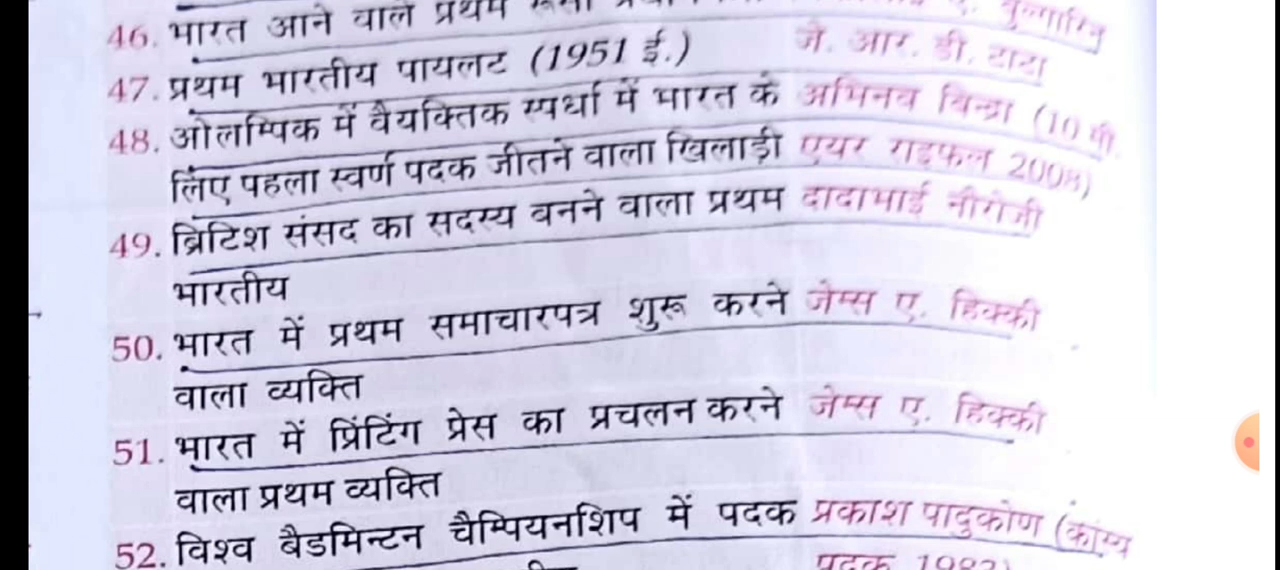 46. भारत आने वाले प्रथम
47. प्रथम भारतीय पायलट (1951 ई.) जे. आर. डी. टाटा
48. ओलम्पिक में वैयक्तिक स्पर्धा में भारत के अभिनव बिन्द्रा (10 मी.
लिए पहला स्वर्ण पदक जीतने वाला खिलाड़ी एयर राइफल 2008)
49. ब्रिटिश संसद का सदस्य बनने वाला प्रथम दादाभाई नौरोजी
भारतीय
50. भारत में प्रथम समाचारपत्र शुरू करने जेम्स ए. हिक्की
वाला व्यक्ति
51. भारत में प्रिंटिंग प्रेस का प्रचलन करने जेम्स ए. हिक्की
वाला प्रथम व्यक्ति
52. विश्व बैडमिन्टन चैम्पियनशिप में पदक प्रकाश पादुकोण (कांस्य
पदक